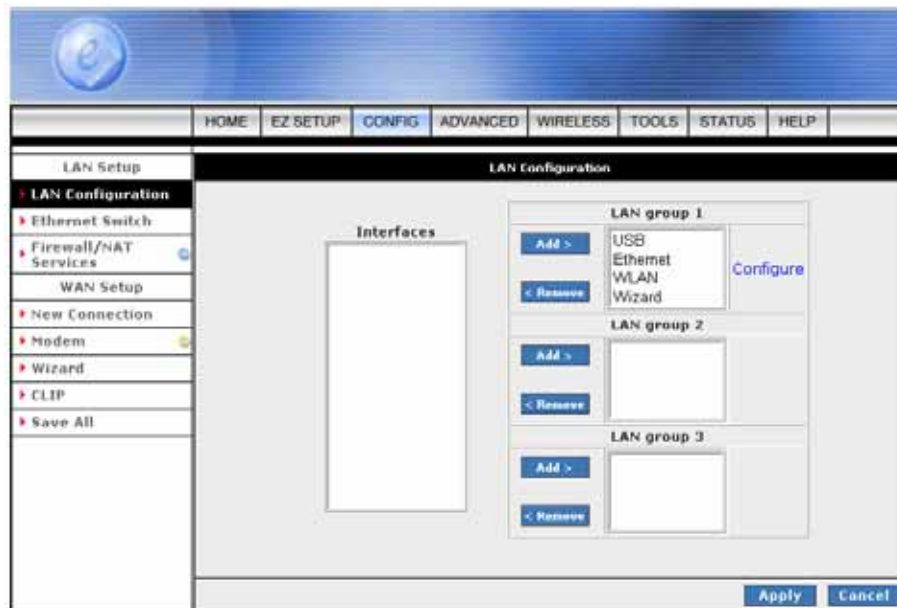 e
HOME EZ SETUP CONFIG ADVANCED WIRELESS TOOLS STATUS HELP
LAN Setup
LAN Configuration
Ethernet Switch
Firewall/NAT
Services
WAN Setup
New Connection
Modem
Wizard
CLIP
Save All
LAN Configuration
Interfaces
LAN group 1
Add >
< Remove
USB
Ethernet
WLAN
Wizard
Configure
LAN group 2
Add >
< Remove
LAN group 3
Add >
< Remove
Apply Cancel